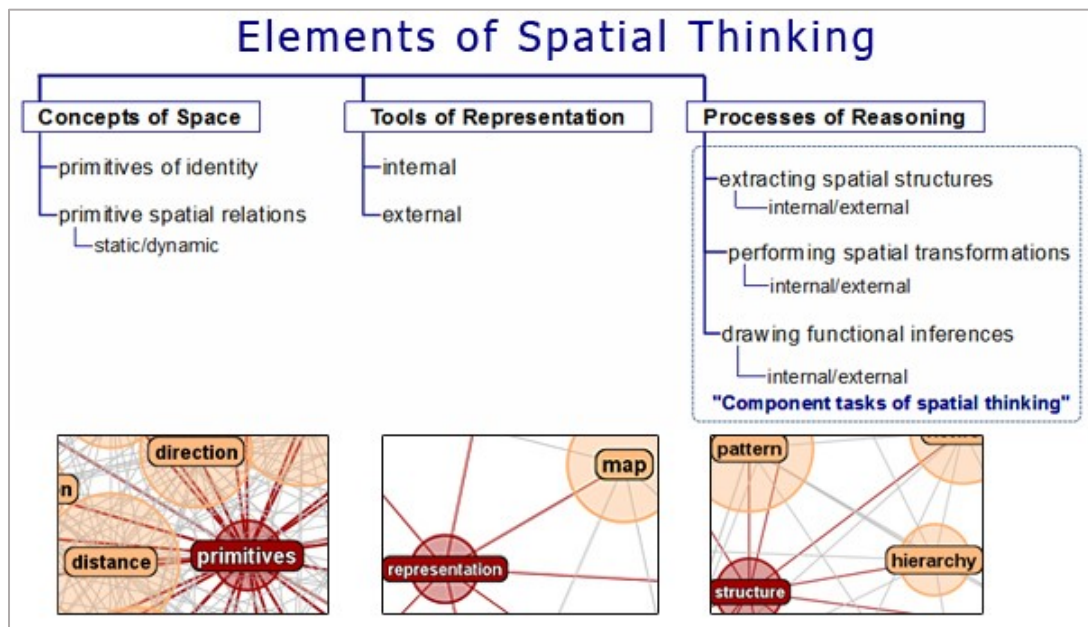 Elements of Spatial Thinking
Concepts of Space
primitives of identity
primitive spatial relations
static/dynamic
Tools of Representation
internal
external
Processes of Reasoning
extracting spatial structures
internal/external
performing spatial transformations
internal/external
drawing functional inferences
internal/external
"Component tasks of spatial thinking"
direction
on
primitives
distance
map
representation
pattern
hierarchy
structure